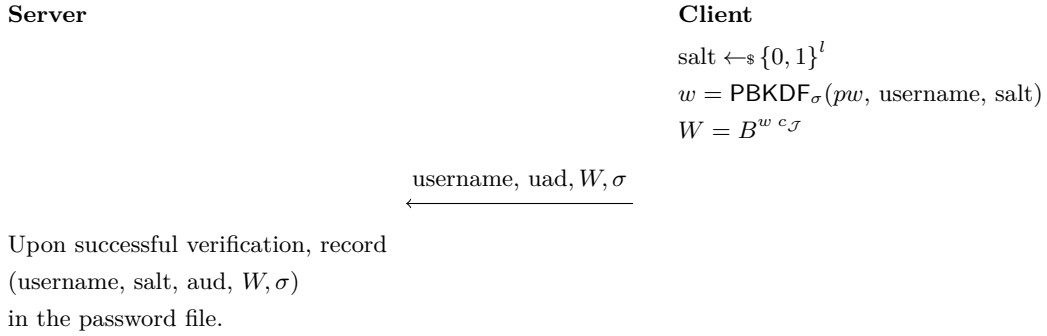 Server
Client
salt ←$ {0, 1}^l
w = PBKDF_σ(pw, username, salt)
W = B^{w c_𝒥}
username, uad, W, σ
Upon successful verification, record
(username, salt, aud, W, σ)
in the password file.